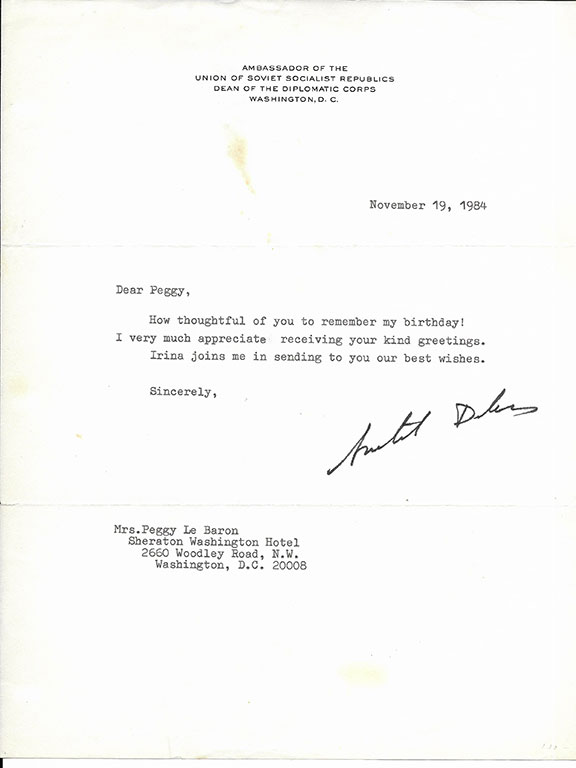 AMBASSADOR OF THE
UNION OF SOVIET SOCIALIST REPUBLICS
DEAN OF THE DIPLOMATIC CORPS
WASHINGTON, D. C.
November 19, 1984
Dear Peggy,
How thoughtful of you to remember my birthday!
I very much appreciate receiving your kind greetings.
Irina joins me in sending to you our best wishes.
Sincerely,
Mrs.Peggy Le Baron
Sheraton Washington Hotel
2660 Woodley Road, N.W.
Washington, D.C. 20008